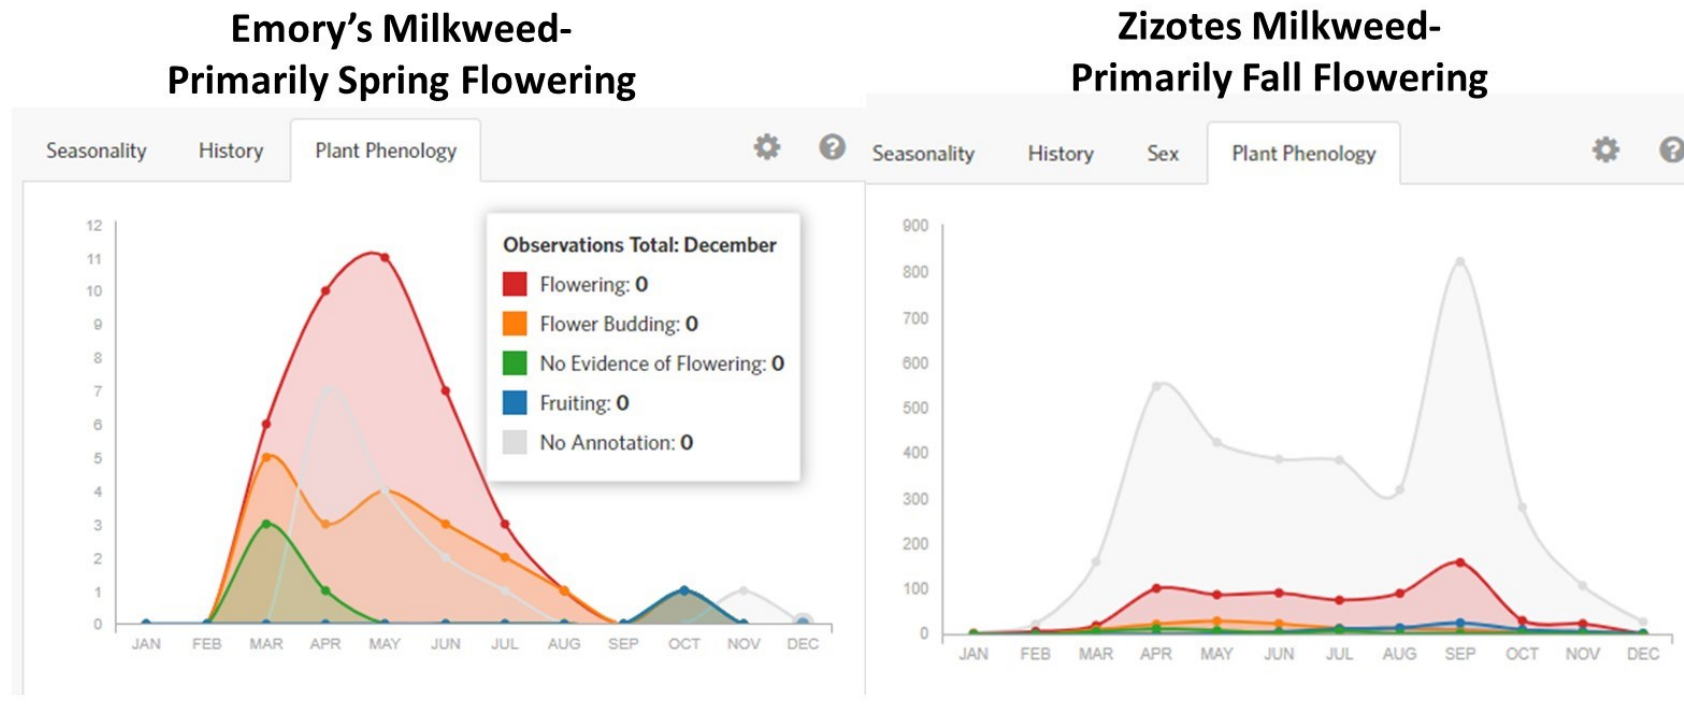 Emory’s Milkweed-
Primarily Spring Flowering
Seasonality
History
Plant Phenology
?
12
11
10
9
8
7
6
5
4
3
2
1
0
JAN
FEB
MAR
APR
MAY
JUN
JUL
AUG
SEP
OCT
NOV
DEC
Observations Total: December
Flowering: 0
Flower Budding: 0
No Evidence of Flowering: 0
Fruiting: 0
No Annotation: 0
Zizotes Milkweed-
Primarily Fall Flowering
Seasonality
History
Sex
Plant Phenology
?
900
800
700
600
500
400
300
200
100
0
JAN
FEB
MAR
APR
MAY
JUN
JUL
AUG
SEP
OCT
NOV
DEC